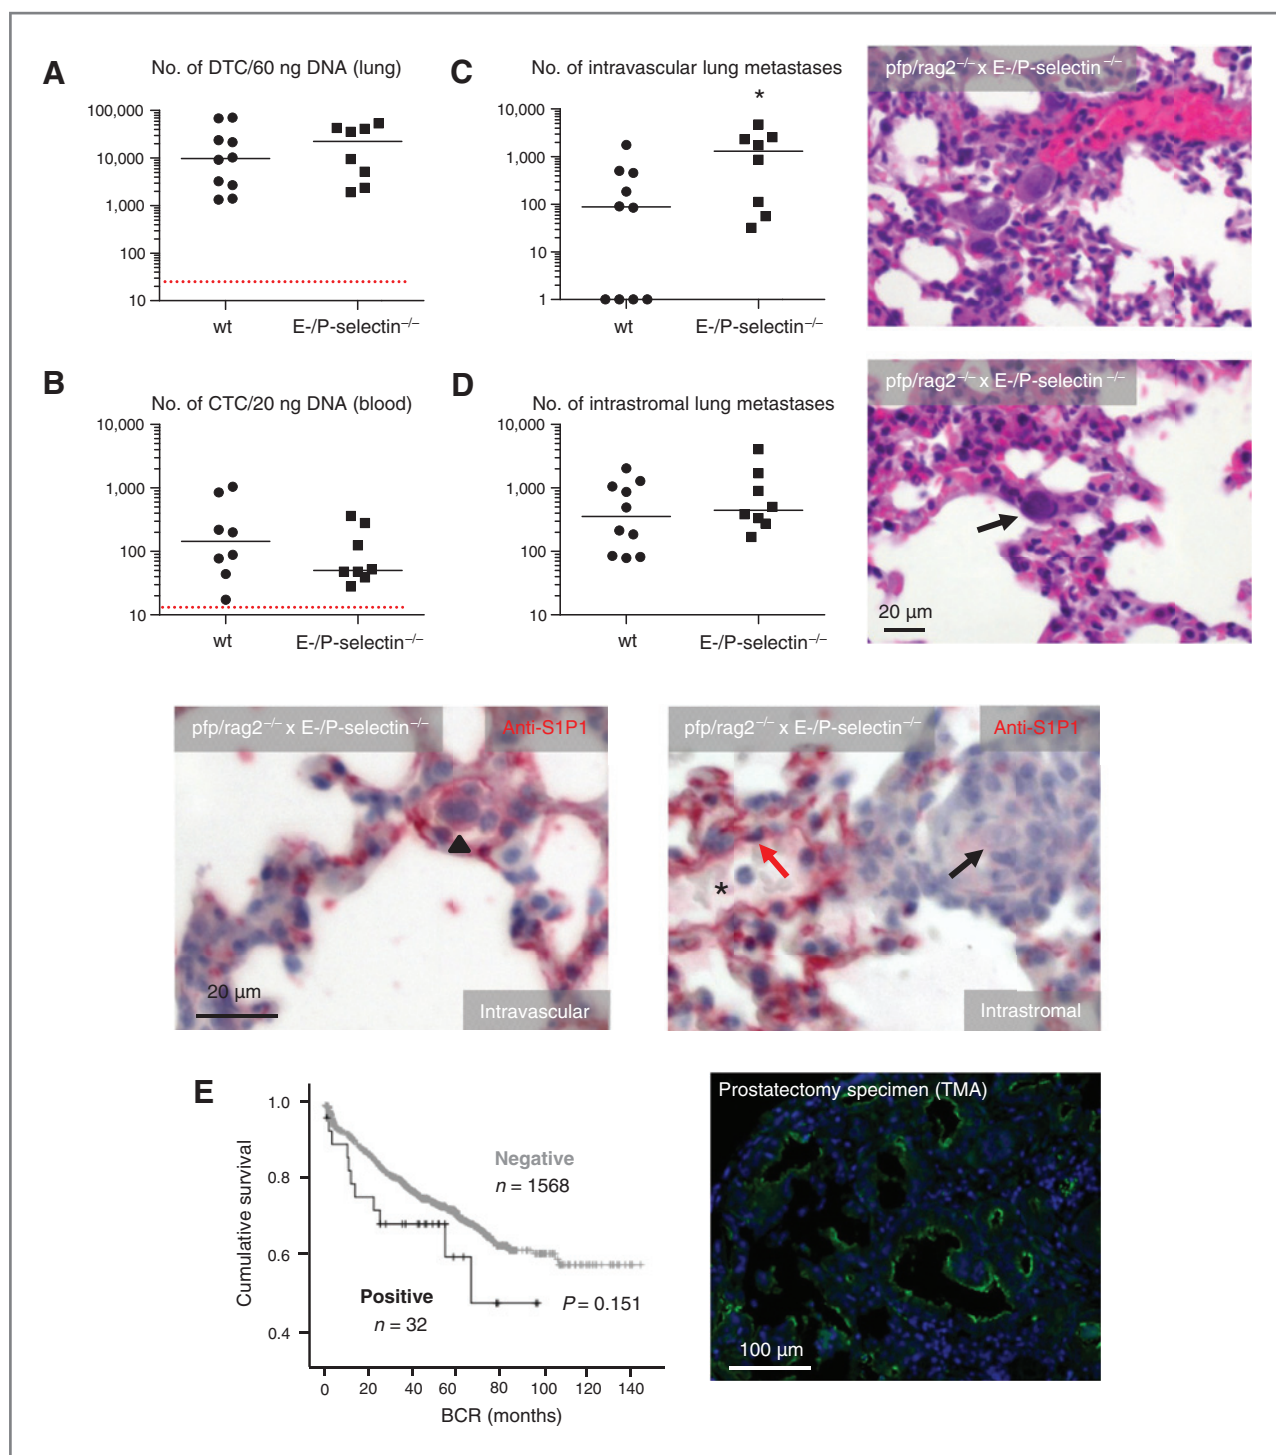 A
No. of DTC/60 ng DNA (lung)
100,000
10,000
1,000
100
10
wt
E-/P-selectin–/–
C
No. of intravascular lung metastases
*
10,000
1,000
100
10
1
wt
E-/P-selectin–/–
pfp/rag2–/– x E-/P-selectin–/–
B
No. of CTC/20 ng DNA (blood)
10,000
1,000
100
10
wt
E-/P-selectin–/–
D
No. of intrastromal lung metastases
10,000
1,000
100
10
wt
E-/P-selectin–/–
pfp/rag2–/– x E-/P-selectin–/–
20 µm
pfp/rag2–/– x E-/P-selectin–/–
Anti-S1P1
20 µm
Intravascular
pfp/rag2–/– x E-/P-selectin–/–
Anti-S1P1
*
Intrastromal
E
Cumulative survival
1.0
0.8
0.6
0.4
Negative
n = 1568
Positive
n = 32
P = 0.151
0 20 40 60 80 100 120 140
BCR (months)
Prostatectomy specimen (TMA)
100 µm